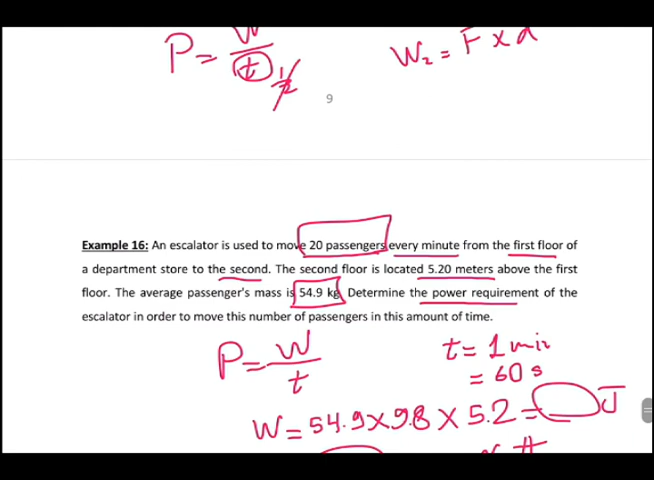 P = W / t 1/2
W₂ = F x d
9
Example 16: An escalator is used to move 20 passengers every minute from the first floor of
a department store to the second. The second floor is located 5.20 meters above the first
floor. The average passenger's mass is 54.9 kg. Determine the power requirement of the
escalator in order to move this number of passengers in this amount of time.
P = W / t
t = 1 min
= 60 s
W = 54.9 x 9.8 x 5.2 = J